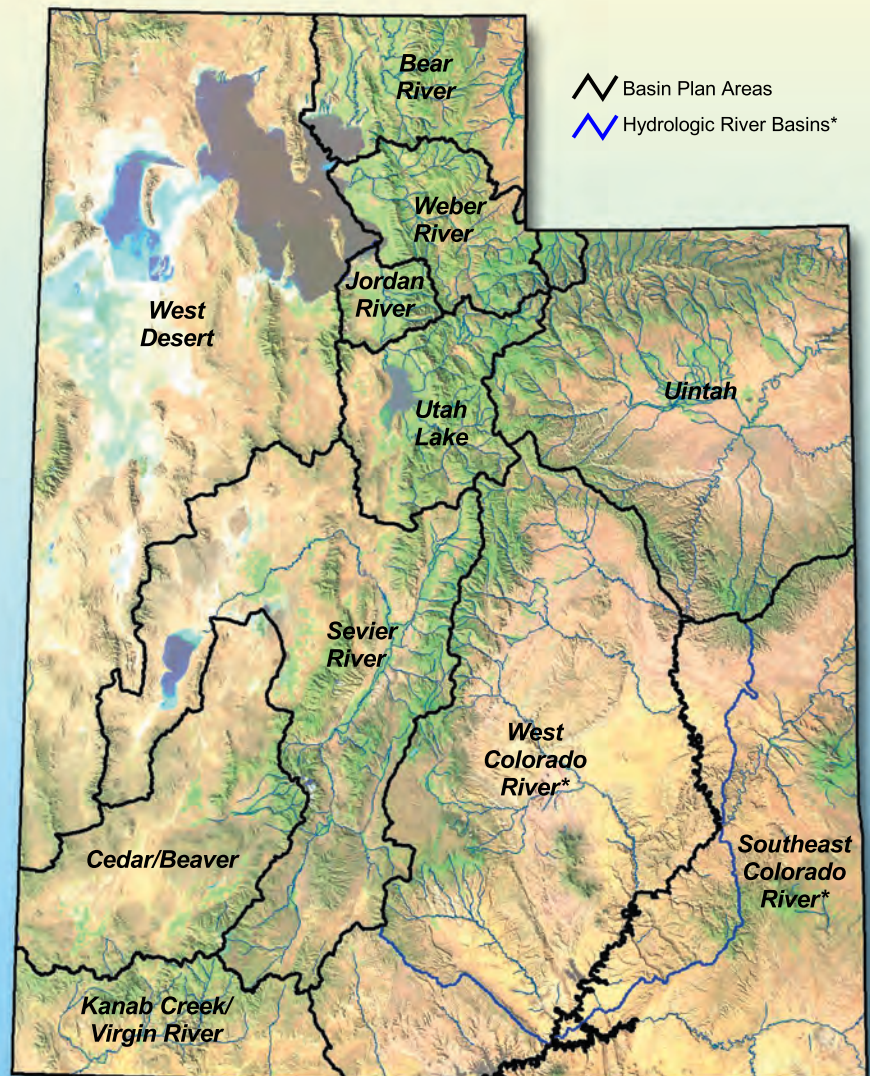 Bear
River
Basin Plan Areas
Hydrologic River Basins*
Weber
River
Jordan
River
West
Desert
Uintah
Utah
Lake
Sevier
River
West
Colorado
River*
Southeast
Colorado
River*
Cedar/Beaver
Kanab Creek/
Virgin River